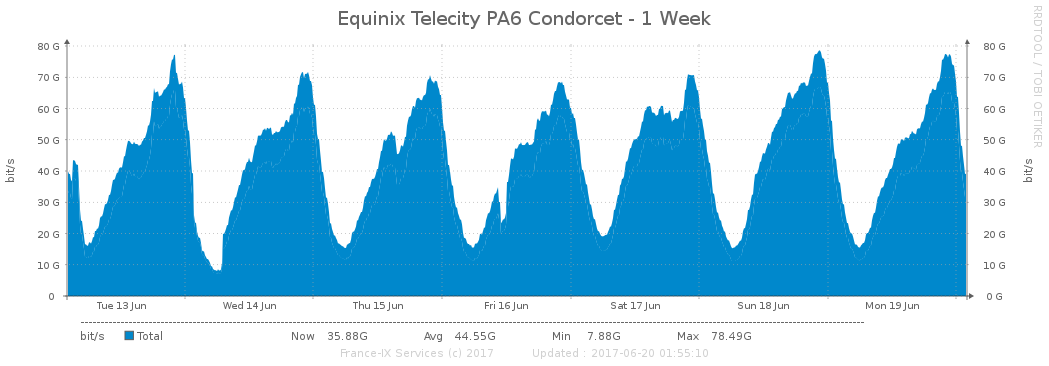 Equinix Telecity PA6 Condorcet - 1 Week
RRDTOOL / TOBI OETIKER
80 G 80 G
70 G 70 G
60 G 60 G
50 G 50 G
40 G 40 G
30 G 30 G
20 G 20 G
10 G 10 G
0 0 G
bit/s
bit/s
Tue 13 Jun Wed 14 Jun Thu 15 Jun Fri 16 Jun Sat 17 Jun Sun 18 Jun Mon 19 Jun
bit/s Total Now 35.88G Avg 44.55G Min 7.88G Max 78.49G
France-IX Services (c) 2017 Updated : 2017-06-20 01:55:10